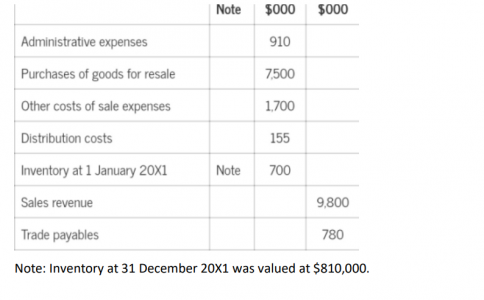 Note $000 $000
Administrative expenses 910
Purchases of goods for resale 7,500
Other costs of sale expenses 1,700
Distribution costs 155
Inventory at 1 January 20X1 Note 700
Sales revenue 9,800
Trade payables 780
Note: Inventory at 31 December 20X1 was valued at $810,000.